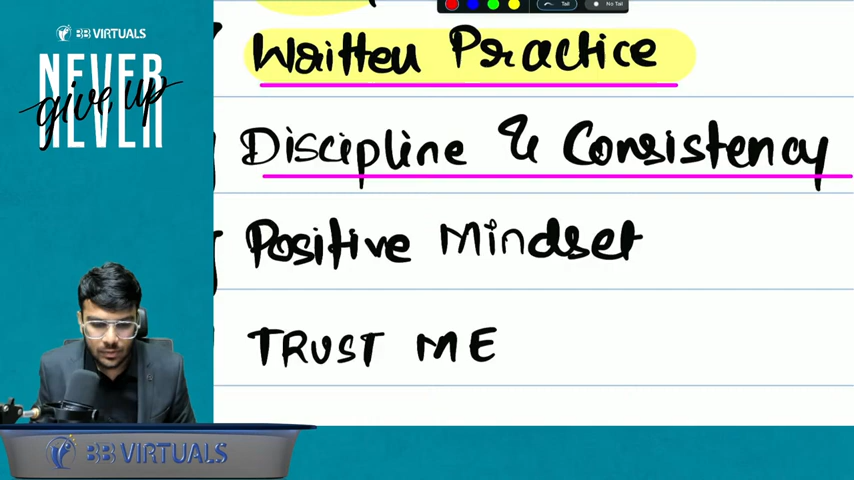 Tail
No Tail
BB VIRTUALS
NEVER
give up
NEVER
Written Practice
Discipline & Consistency
Positive Mindset
TRUST ME
BB VIRTUALS